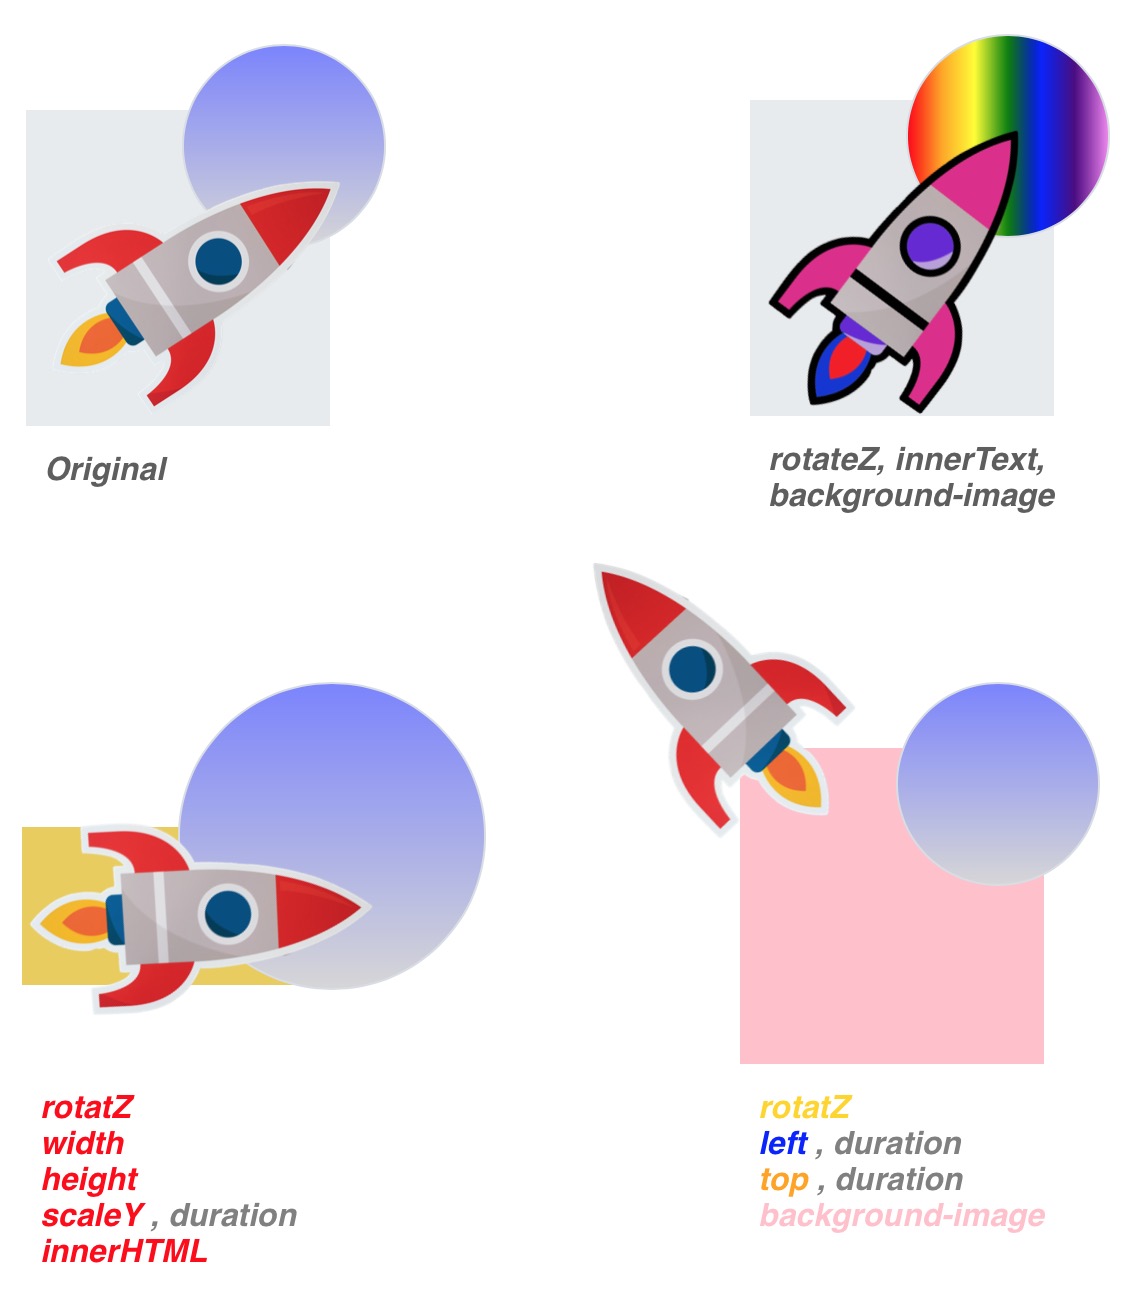 Original
rotateZ, innerText,
background-image
rotatZ
width
height
scaleY , duration
innerHTML
rotatZ
left , duration
top , duration
background-image